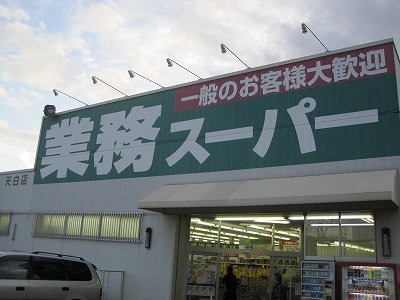 一般のお客様大歓迎
業務スーパー
天白店